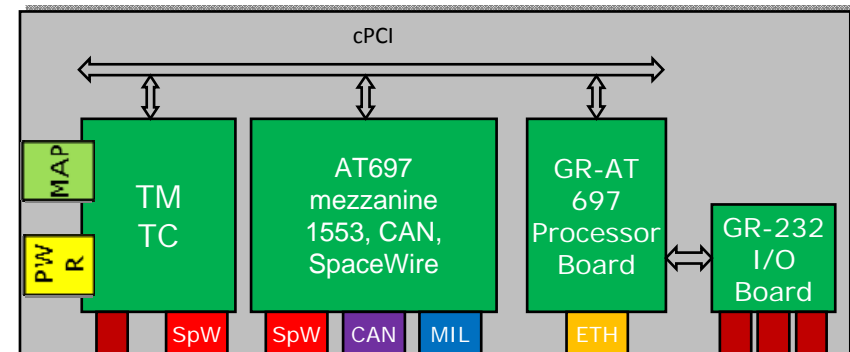 cPCI
MAP
PW
R
TM
TC
AT697
mezzanine
1553, CAN,
SpaceWire
GR-AT
697
Processor
Board
GR-232
I/O
Board
SpW
SpW
CAN
MIL
ETH